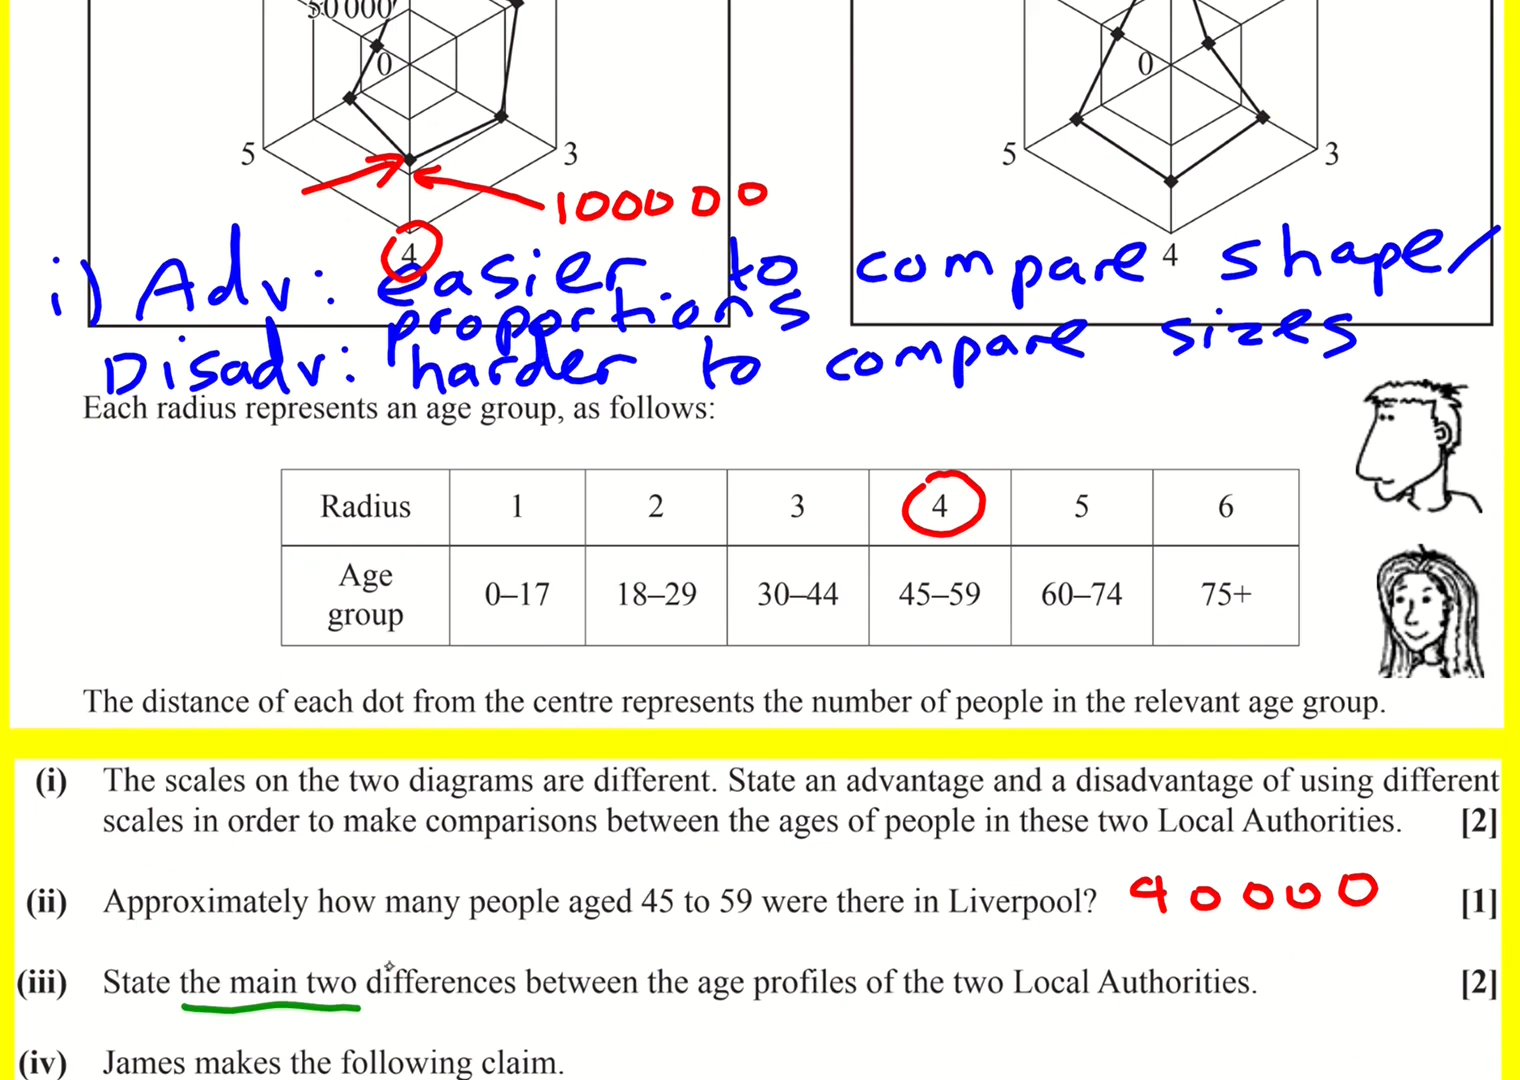 50 000
0
0
5
3
5
3
100000
4
4
i) Adv: easier to compare shape/
proportions
Disadv: harder to compare sizes
Each radius represents an age group, as follows:
Radius 1 2 3 4 5 6
Age group 0–17 18–29 30–44 45–59 60–74 75+
The distance of each dot from the centre represents the number of people in the relevant age group.
(i) The scales on the two diagrams are different. State an advantage and a disadvantage of using different
scales in order to make comparisons between the ages of people in these two Local Authorities. [2]
(ii) Approximately how many people aged 45 to 59 were there in Liverpool? 90000 [1]
(iii) State the main two differences between the age profiles of the two Local Authorities. [2]
(iv) James makes the following claim.